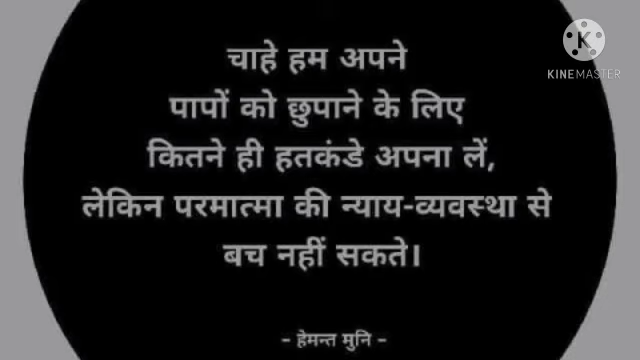 K
KINEMASTER
चाहे हम अपने
पापों को छुपाने के लिए
कितने ही हतकंडे अपना लें,
लेकिन परमात्मा की न्याय-व्यवस्था से
बच नहीं सकते।
– हेमन्त मुनि –